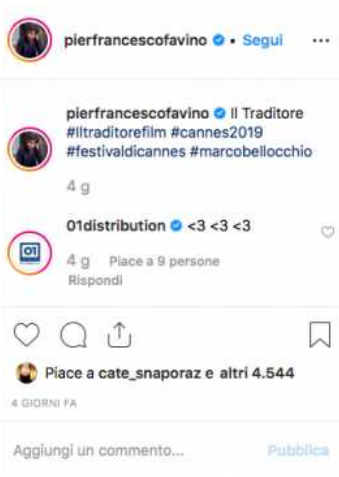 pierfrancescofavino • Segui
pierfrancescofavino Il Traditore
#Iltraditorefilm #cannes2019
#festivaldicannes #marcobellocchio
4 g
01distribution <3 <3 <3
01
4 g Piace a 9 persone
Rispondi
Piace a cate_snaporaz e altri 4.544
4 GIORNI FA
Aggiungi un commento... Pubblica